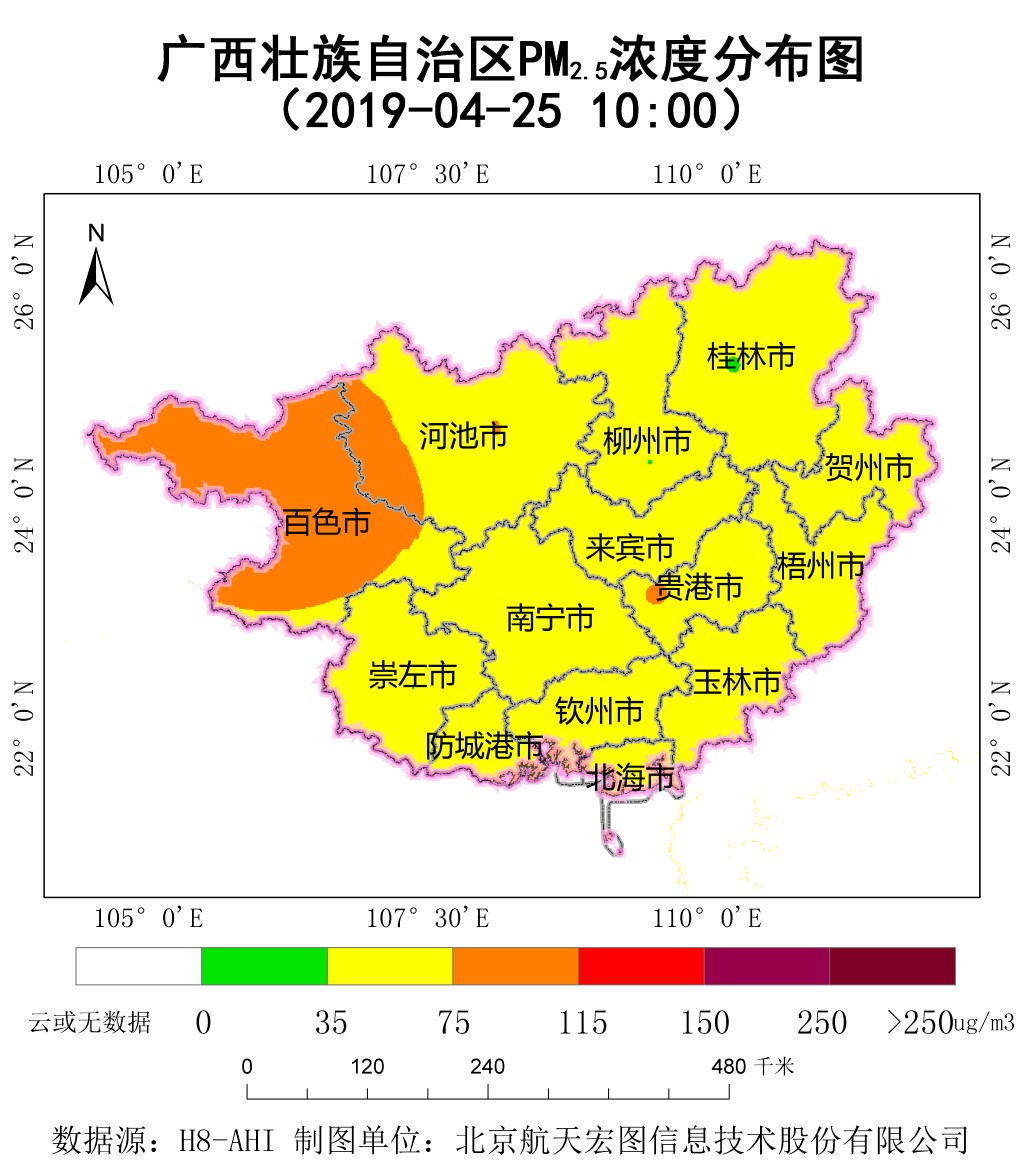 广西壮族自治区PM2.5浓度分布图
（2019-04-25 10:00）
105° 0'E 107° 30'E 110° 0'E
N
26° 0'N
26° 0'N
桂林市
河池市
柳州市
贺州市
24° 0'N
24° 0'N
百色市
来宾市
梧州市
贵港市
南宁市
崇左市
玉林市
22° 0'N
22° 0'N
钦州市
防城港市
北海市
105° 0'E 107° 30'E 110° 0'E
云或无数据 0 35 75 115 150 250 >250ug/m3
0 120 240 480 千米
数据源：H8-AHI 制图单位：北京航天宏图信息技术股份有限公司